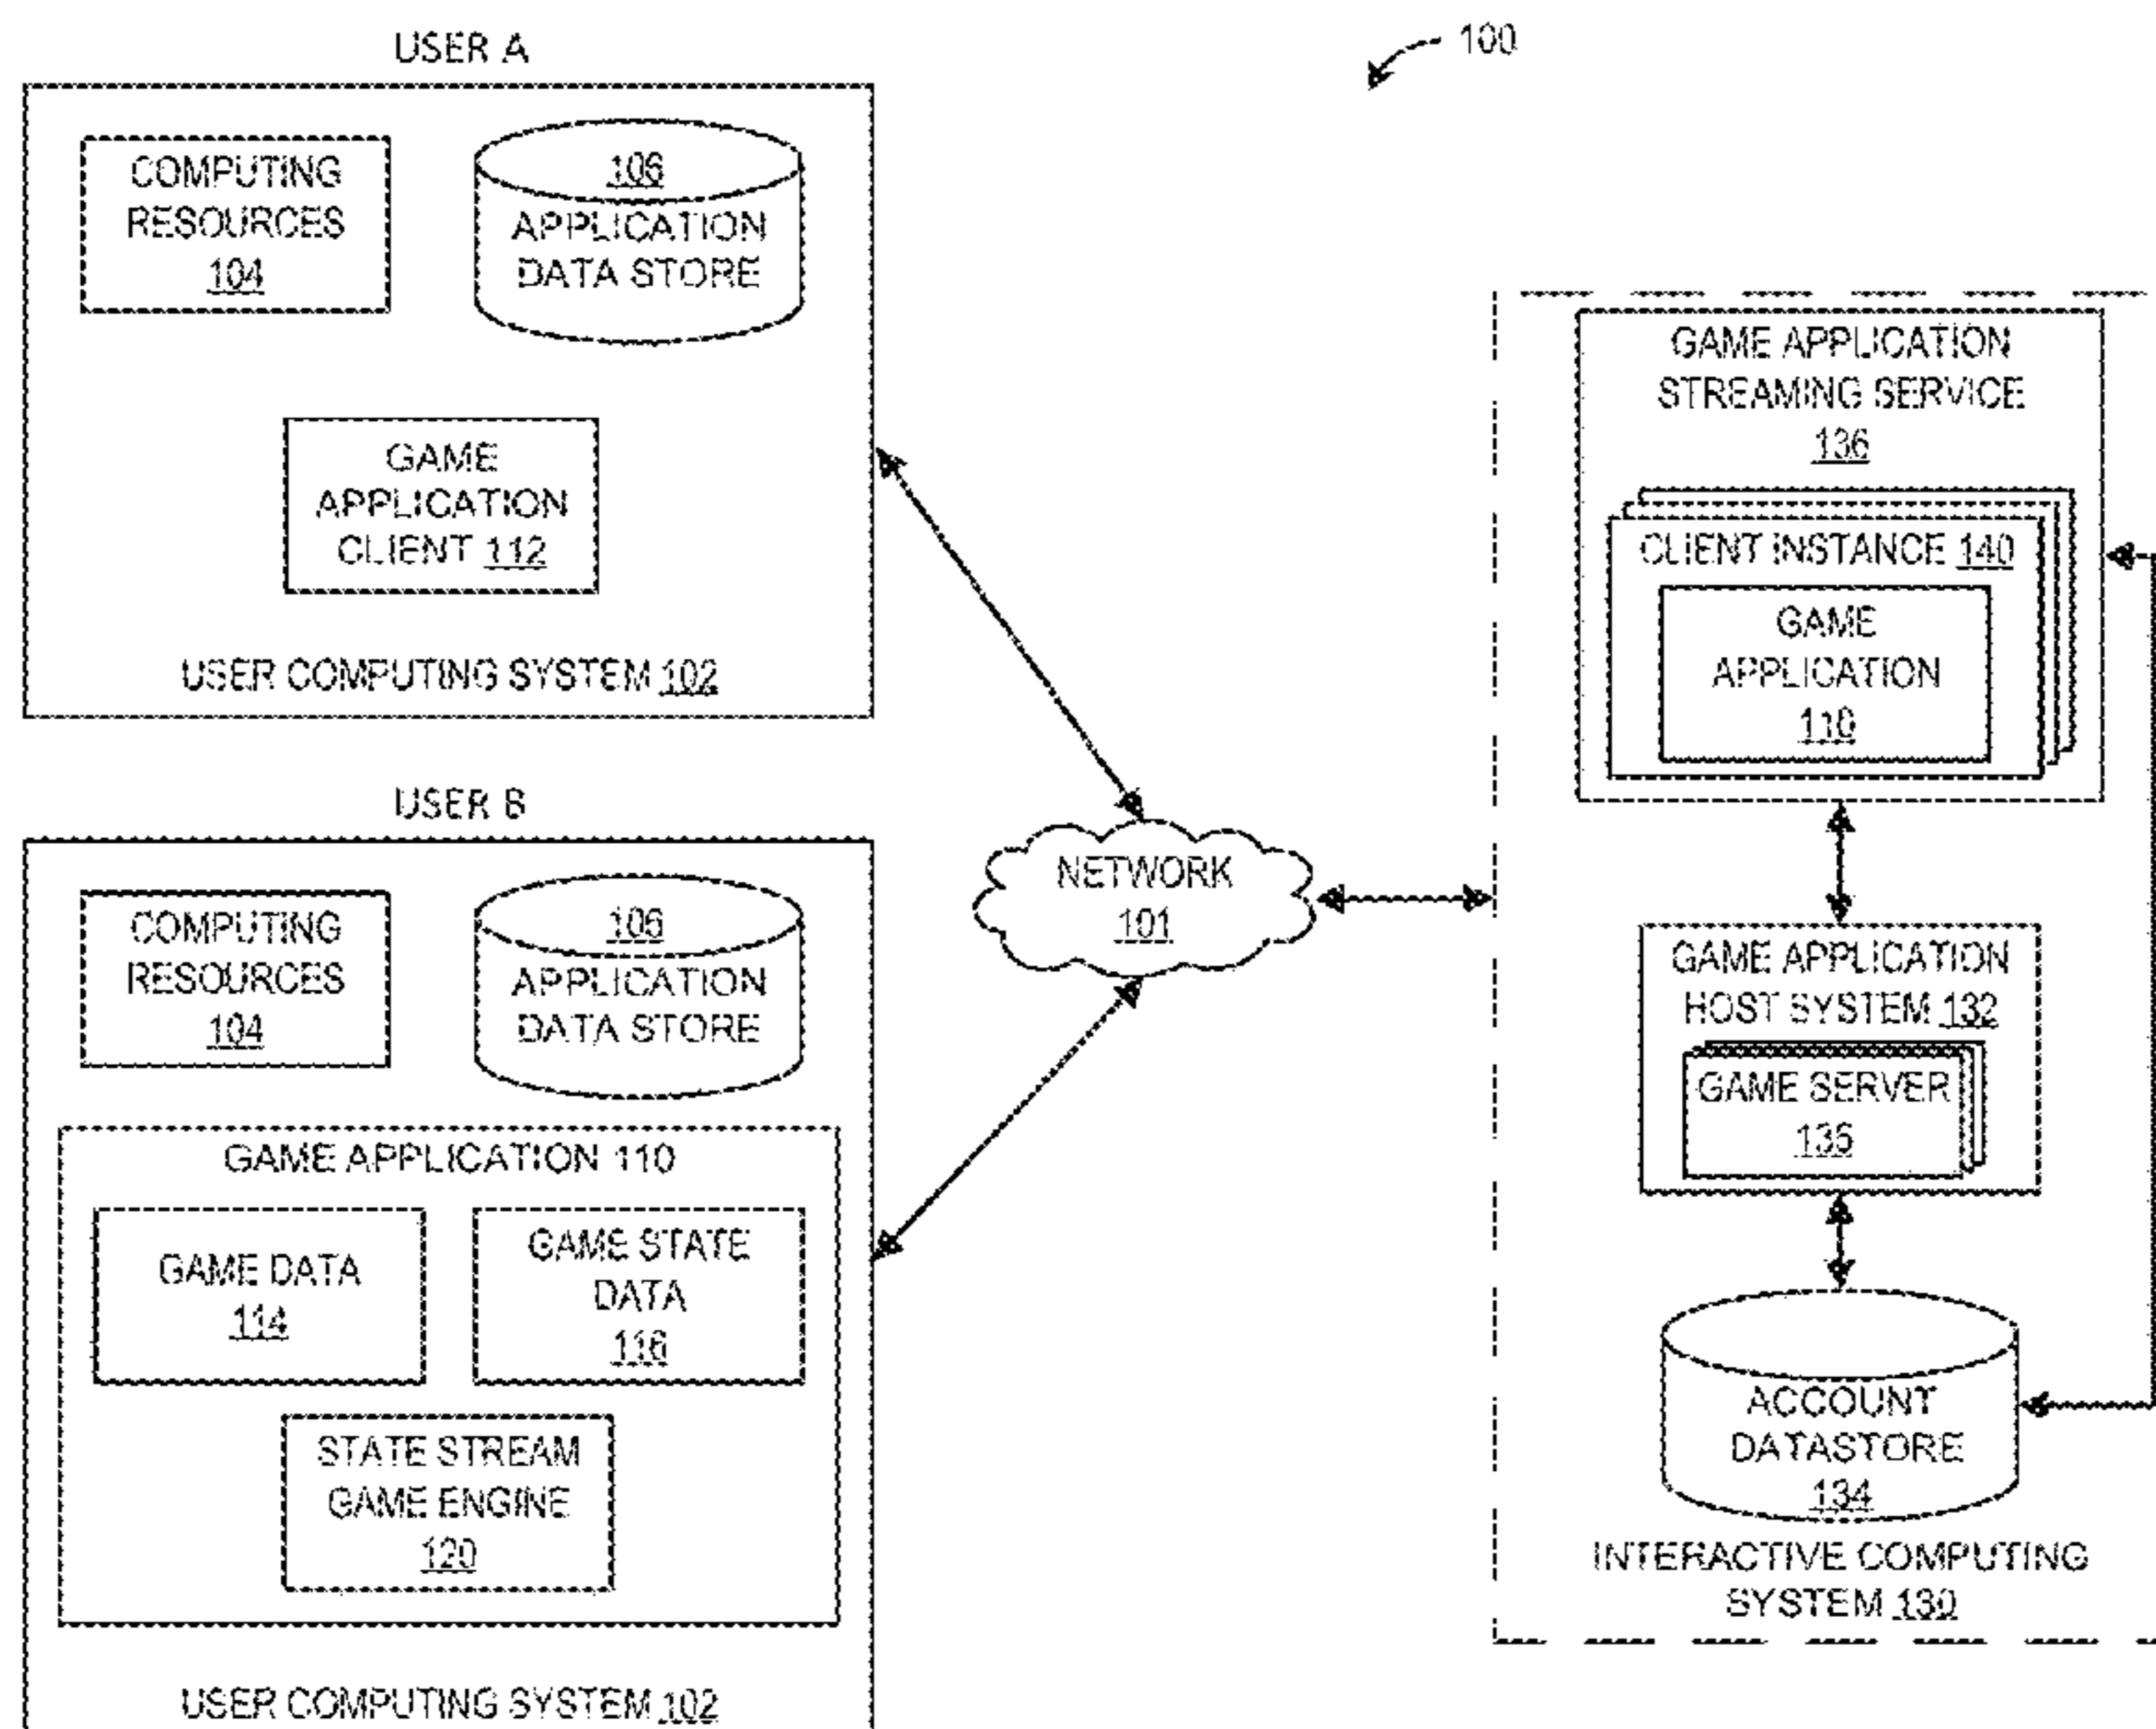 100
USER A
COMPUTING
RESOURCES
104
106
APPLICATION
DATA STORE
GAME
APPLICATION
CLIENT 112
USER COMPUTING SYSTEM 102
USER B
COMPUTING
RESOURCES
104
106
APPLICATION
DATA STORE
GAME APPLICATION 110
GAME DATA
114
GAME STATE
DATA
116
STATE STREAM
GAME ENGINE
120
USER COMPUTING SYSTEM 102
NETWORK
101
GAME APPLICATION
STREAMING SERVICE
136
CLIENT INSTANCE 140
GAME
APPLICATION
110
GAME APPLICATION
HOST SYSTEM 132
GAME SERVER
ACCOUNT
DATASTORE
134
INTERACTIVE COMPUTING
SYSTEM 130